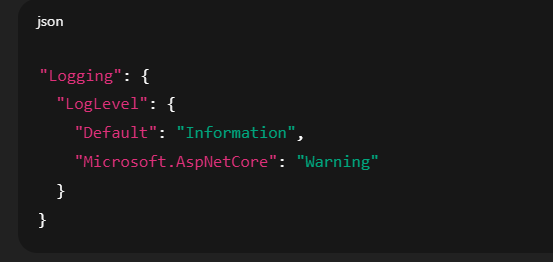 json
"Logging": {
  "LogLevel": {
    "Default": "Information",
    "Microsoft.AspNetCore": "Warning"
  }
}